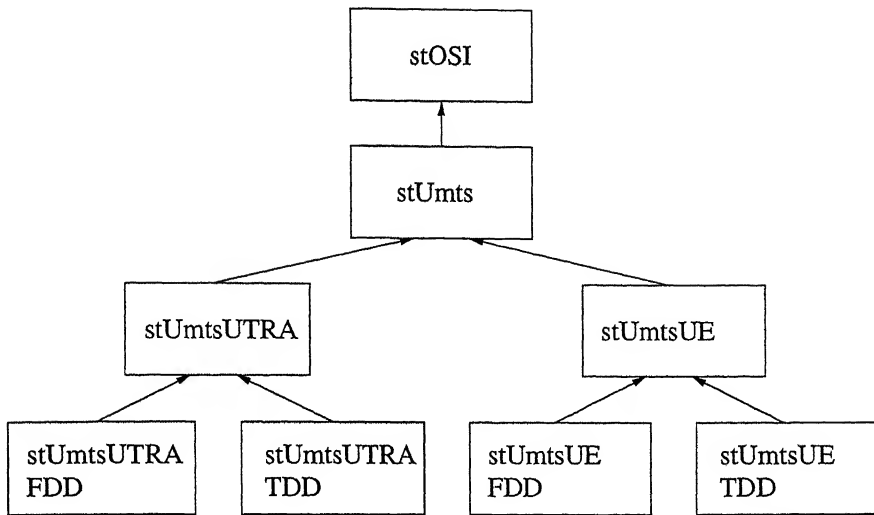 stOSI
stUmts
stUmtsUTRA
stUmtsUE
stUmtsUTRA
FDD
stUmtsUTRA
TDD
stUmtsUE
FDD
stUmtsUE
TDD